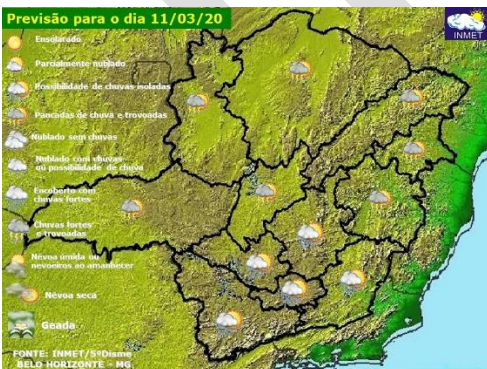 Previsão para o dia 11/03/20
INMET
Ensolarado
Parcialmente nublado
Possibilidade de chuvas isoladas
Pancadas de chuva e trovoadas
Nublado sem chuvas
Nublado com chuvas
ou possibilidade de chuva
Encoberto com
chuvas fortes
Chuvas fortes
e trovoadas
Névoa úmida ou
nevoeiros ao amanhecer
Névoa seca
Geada
FONTE: INMET/5ºDisme
BELO HORIZONTE - MG